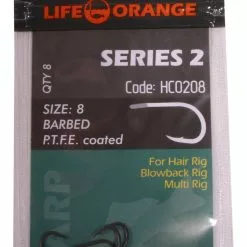 LIFE ORANGE
SERIES 2
QTY 8
Code: HC0208
SIZE: 8
BARBED
P.T.F.E. coated
For Hair Rig
Blowback Rig
Multi Rig
CARP